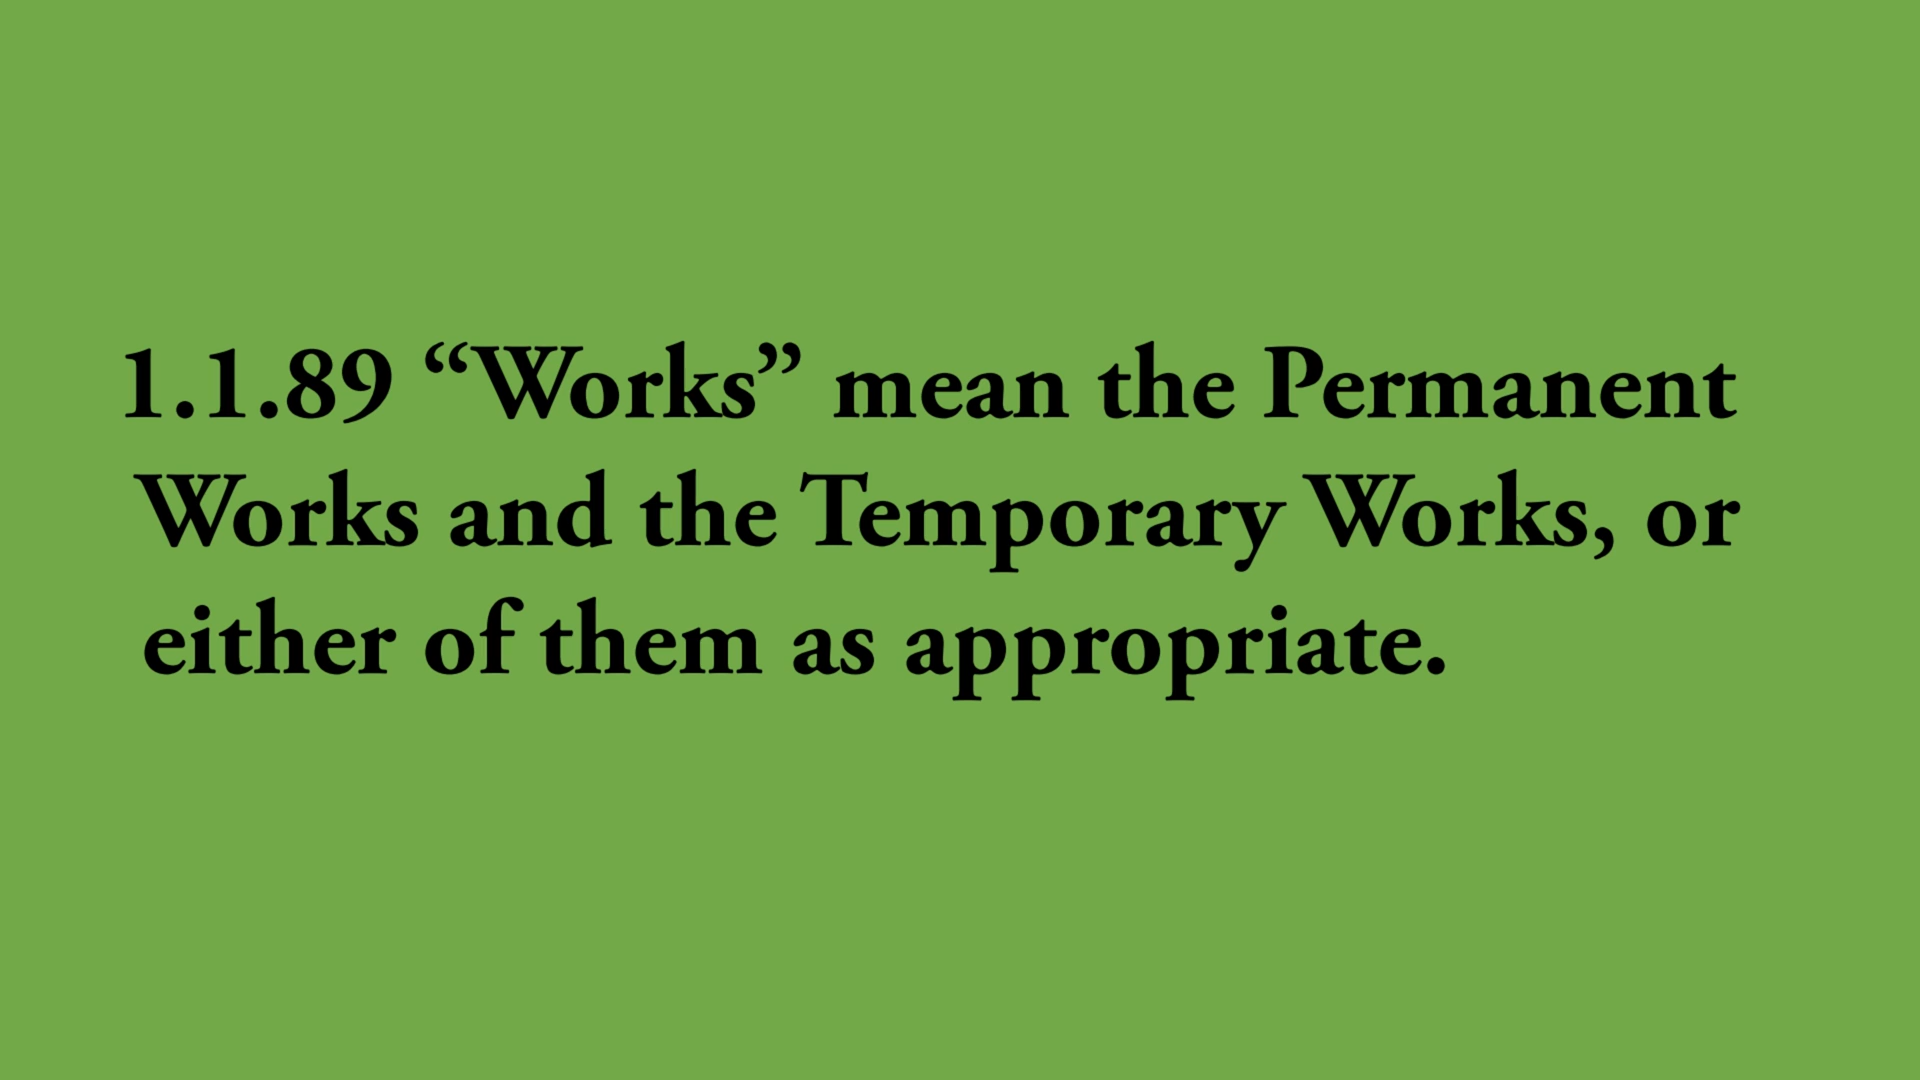 1.1.89 “Works” mean the Permanent
Works and the Temporary Works, or
either of them as appropriate.